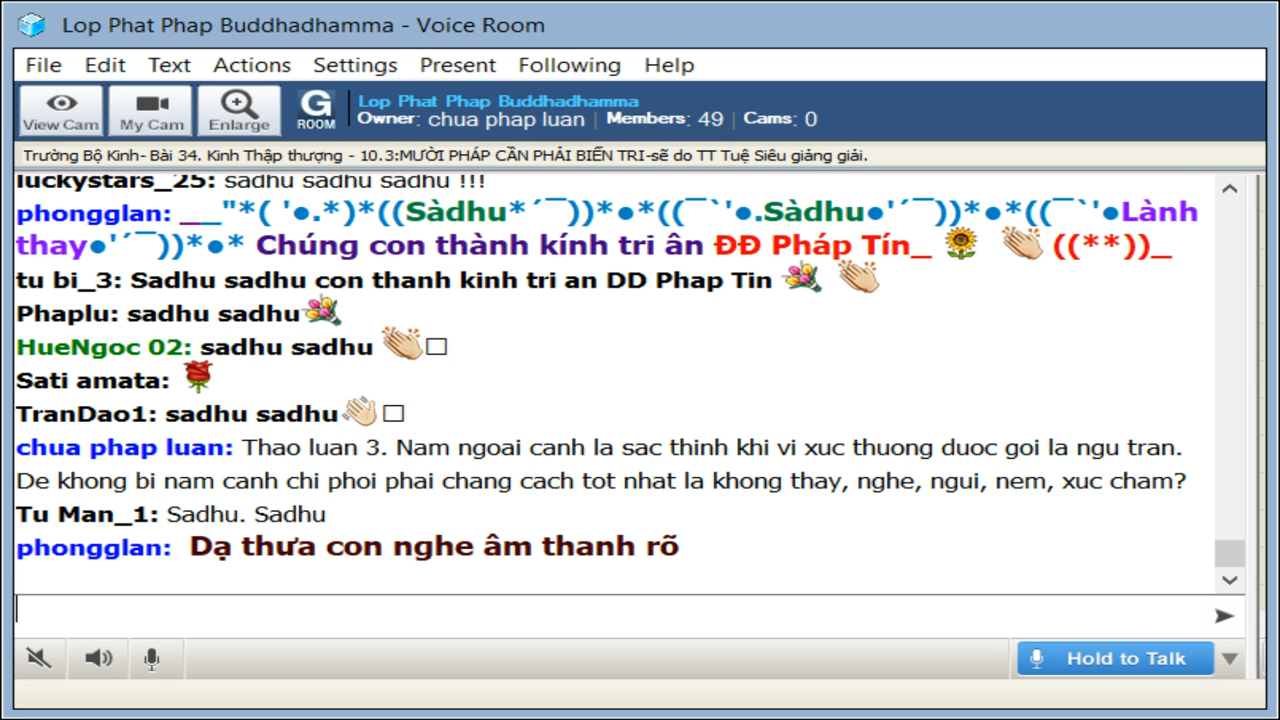 Lop Phat Phap Buddhadhamma - Voice Room
File Edit Text Actions Settings Present Following Help
View Cam My Cam Enlarge G ROOM
Lop Phat Phap Buddhadhamma
Owner: chua phap luan | Members: 49 | Cams: 0
Trường Bộ Kinh- Bài 34. Kinh Thập thượng - 10.3:MƯỜI PHÁP CẦN PHẢI BIẾN TRI-sẽ do TT Tuệ Siêu giảng giải.
luckystars_25: sadhu sadhu sadhu !!!
phongglan: __"*( '●.*)*((Sàdhu*´¯))*●*((¯`'●.Sàdhu●'´¯))*●*((¯`'●Lành
thay●'´¯))*●* Chúng con thành kính tri ân ĐĐ Pháp Tín_ 🌻 👏 ((**))_
tu bi_3: Sadhu sadhu con thanh kinh tri an DD Phap Tin 💐 👏
Phaplu: sadhu sadhu💐
HueNgoc 02: sadhu sadhu 👏□
Sati amata: 🌹
TranDao1: sadhu sadhu👋□
chua phap luan: Thao luan 3. Nam ngoai canh la sac thinh khi vi xuc thuong duoc goi la ngu tran.
De khong bi nam canh chi phoi phai chang cach tot nhat la khong thay, nghe, ngui, nem, xuc cham?
Tu Man_1: Sadhu. Sadhu
phongglan: Dạ thưa con nghe âm thanh rõ
Hold to Talk